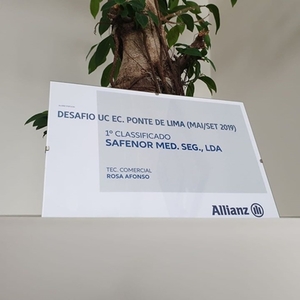 DESAFIO UC EC. PONTE DE LIMA (MAI/SET 2019)
1º CLASSIFICADO
SAFENOR MED. SEG., LDA
TEC. COMERCIAL
ROSA AFONSO
Allianz